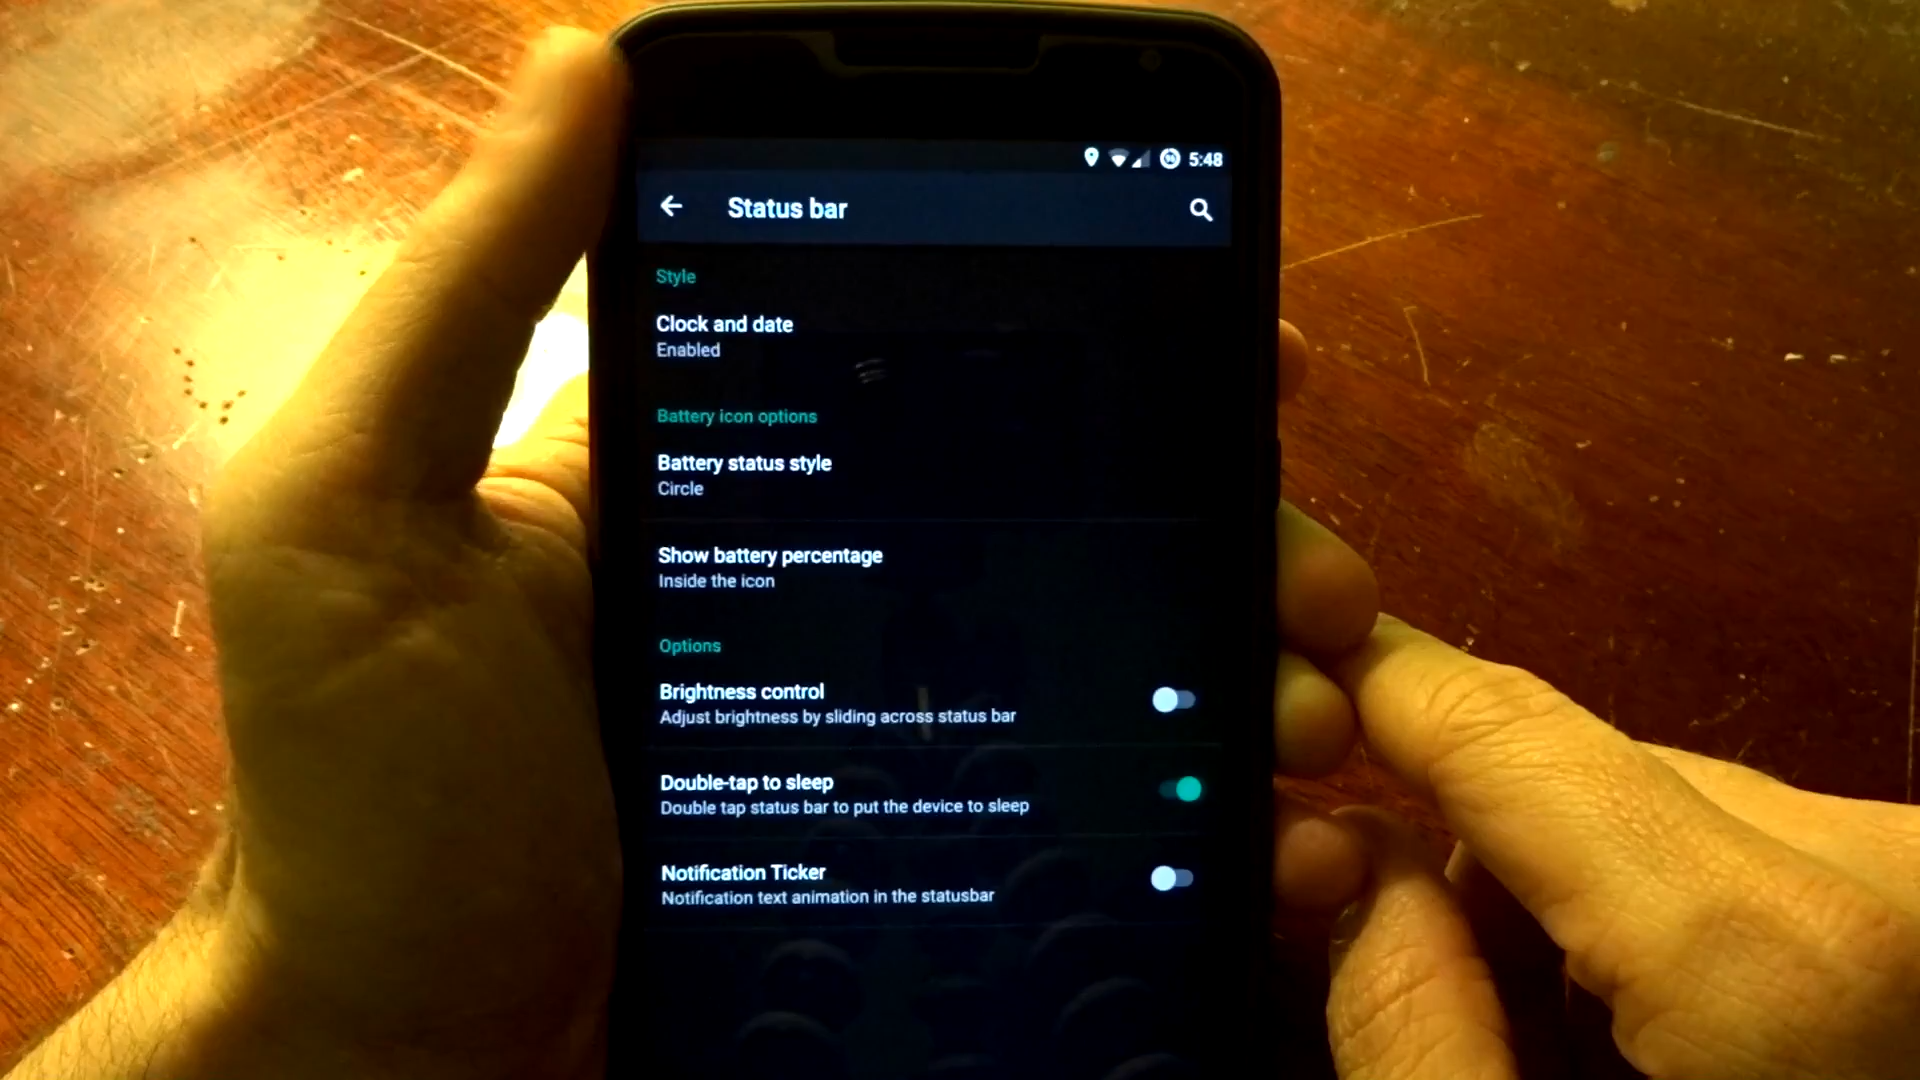 5:48
Status bar
Style
Clock and date
Enabled
Battery icon options
Battery status style
Circle
Show battery percentage
Inside the icon
Options
Brightness control
Adjust brightness by sliding across status bar
Double-tap to sleep
Double tap status bar to put the device to sleep
Notification Ticker
Notification text animation in the statusbar